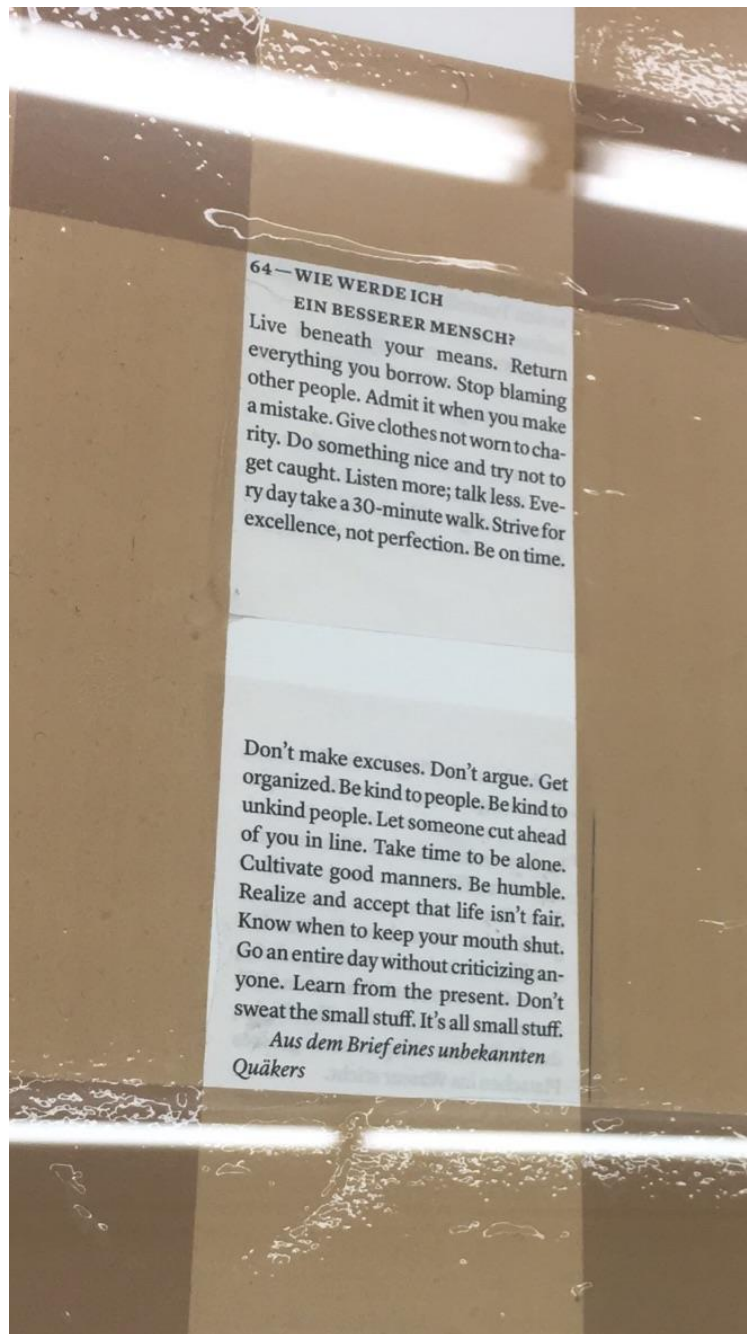 64—WIE WERDE ICH
EIN BESSERER MENSCH?
Live beneath your means. Return
everything you borrow. Stop blaming
other people. Admit it when you make
a mistake. Give clothes not worn to cha-
rity. Do something nice and try not to
get caught. Listen more; talk less. Eve-
ry day take a 30-minute walk. Strive for
excellence, not perfection. Be on time.
Don't make excuses. Don't argue. Get
organized. Be kind to people. Be kind to
unkind people. Let someone cut ahead
of you in line. Take time to be alone.
Cultivate good manners. Be humble.
Realize and accept that life isn't fair.
Know when to keep your mouth shut.
Go an entire day without criticizing an-
yone. Learn from the present. Don't
sweat the small stuff. It's all small stuff.
Aus dem Brief eines unbekannten
Quäkers